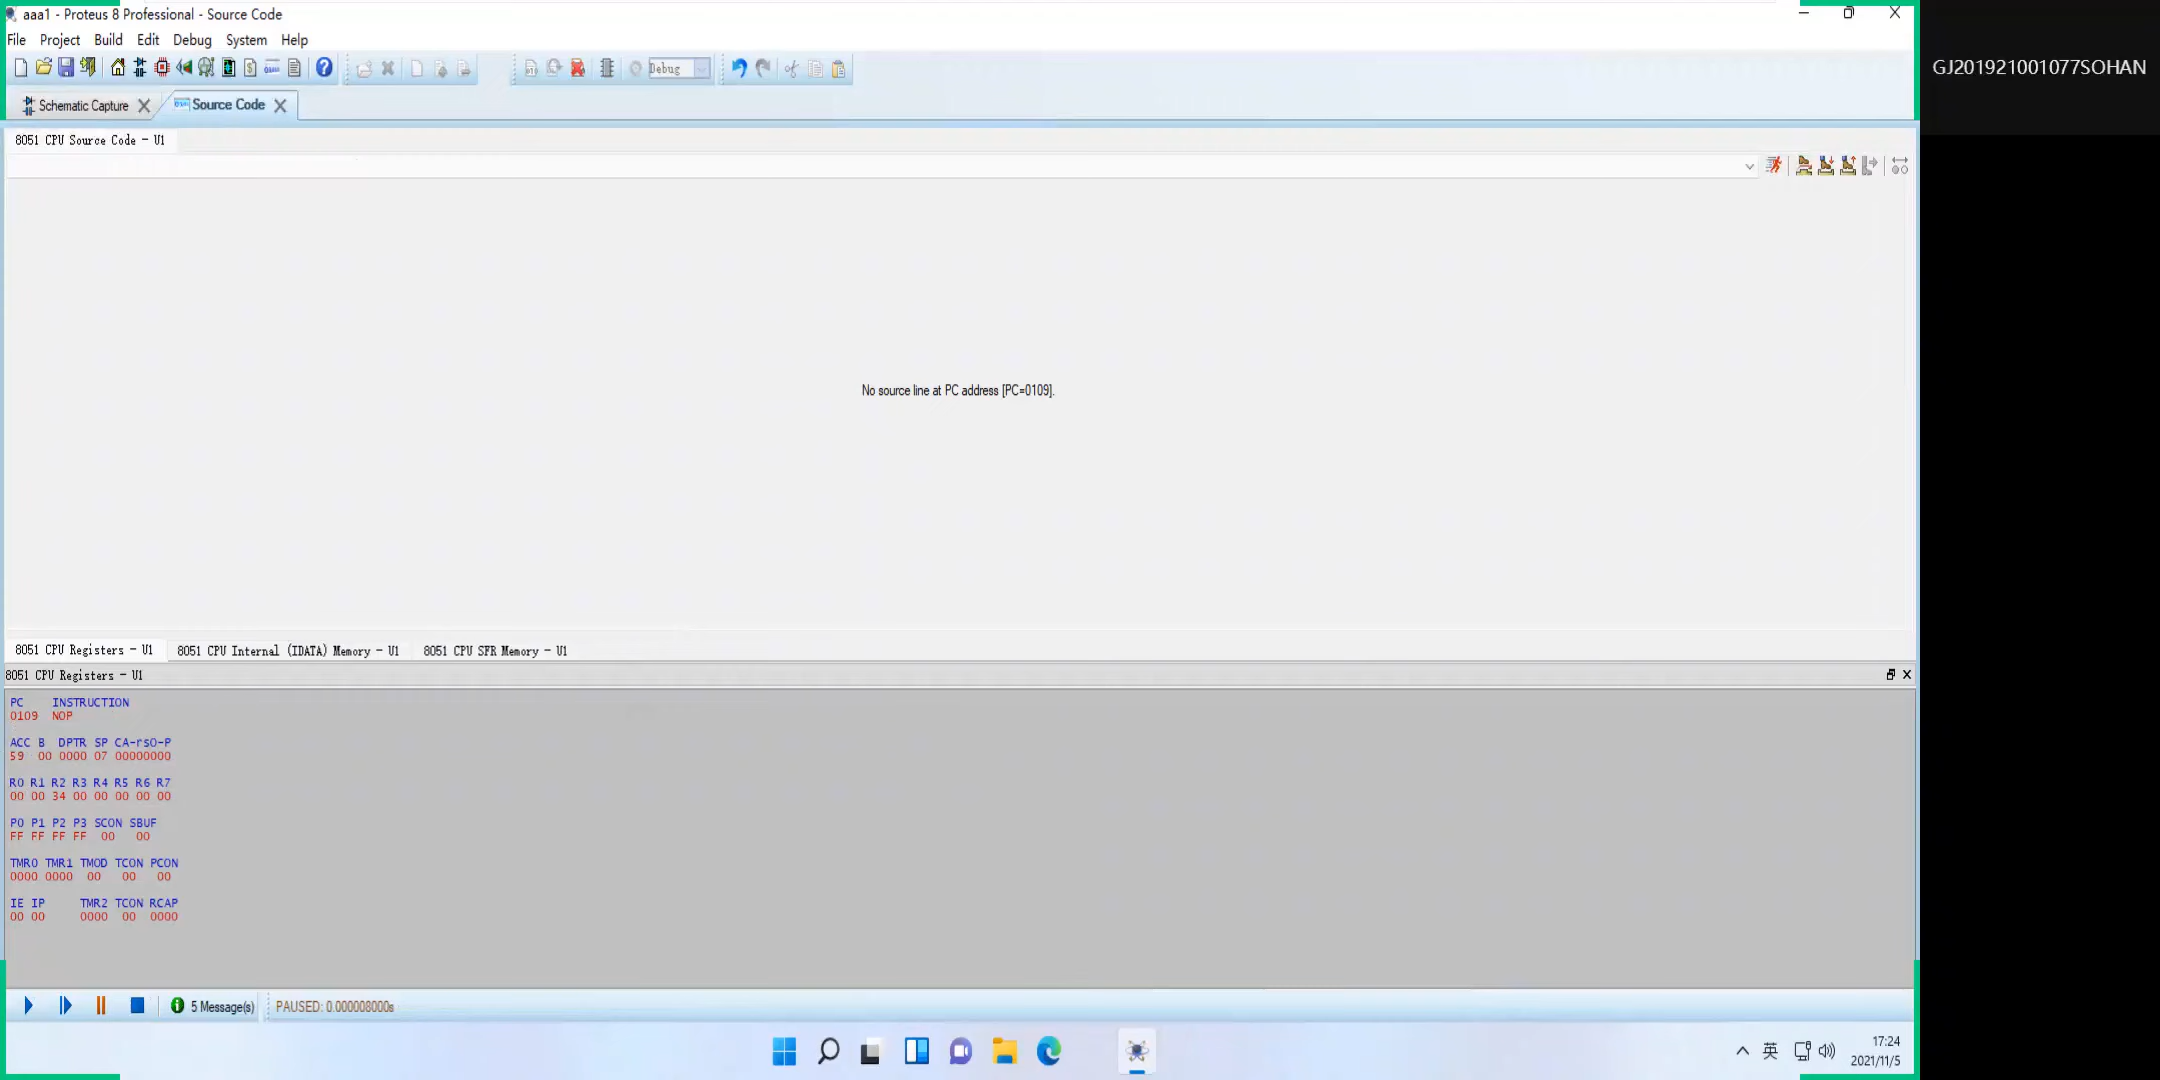 aaa1 - Proteus 8 Professional - Source Code
File Project Build Edit Debug System Help
Debug
Schematic Capture
Source Code
8051 CPU Source Code - U1
No source line at PC address [PC=0109].
8051 CPU Registers - U1 8051 CPU Internal (IDATA) Memory - U1 8051 CPU SFR Memory - U1
8051 CPU Registers - U1
PC INSTRUCTION
0109 NOP
ACC B DPTR SP CA-rsO-P
59 00 0000 07 00000000
R0 R1 R2 R3 R4 R5 R6 R7
00 00 34 00 00 00 00 00
P0 P1 P2 P3 SCON SBUF
FF FF FF FF 00 00
TMR0 TMR1 TMOD TCON PCON
0000 0000 00 00 00
IE IP TMR2 TCON RCAP
00 00 0000 00 0000
5 Message(s) PAUSED: 0.000008000s
英
17:24
2021/11/5
GJ201921001077SOHAN